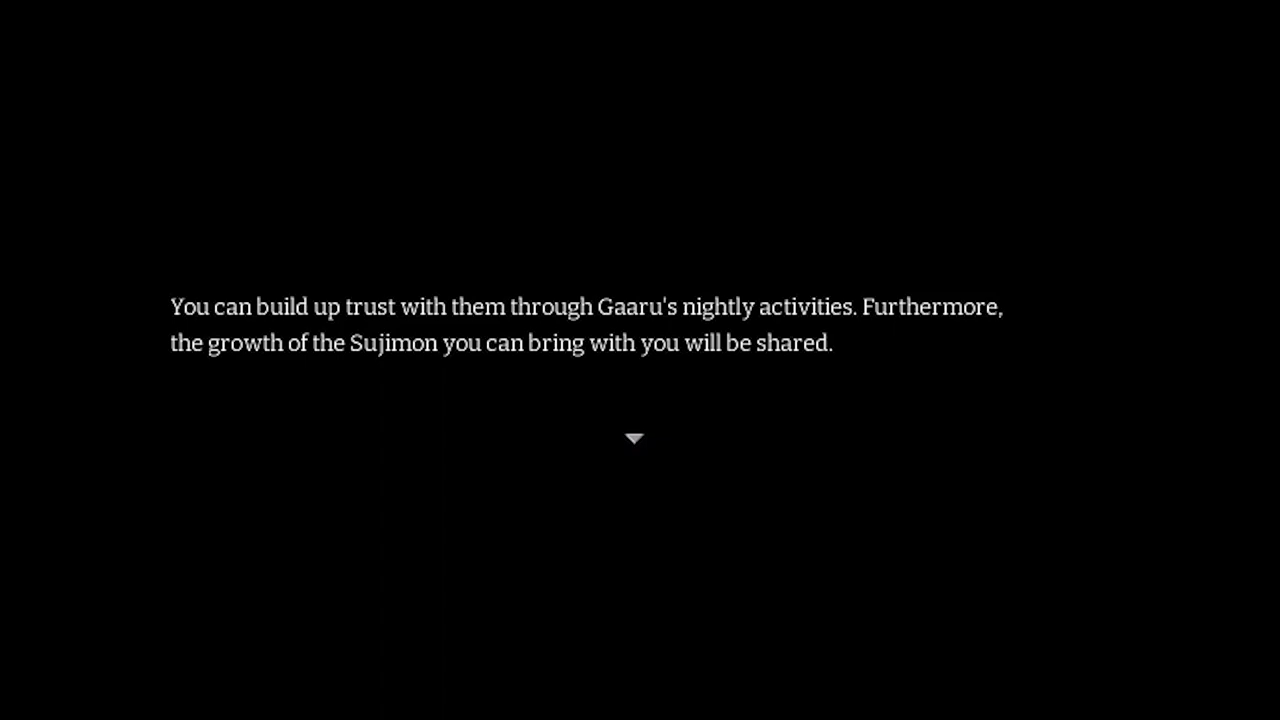 You can build up trust with them through Gaaru's nightly activities. Furthermore,
the growth of the Sujimon you can bring with you will be shared.